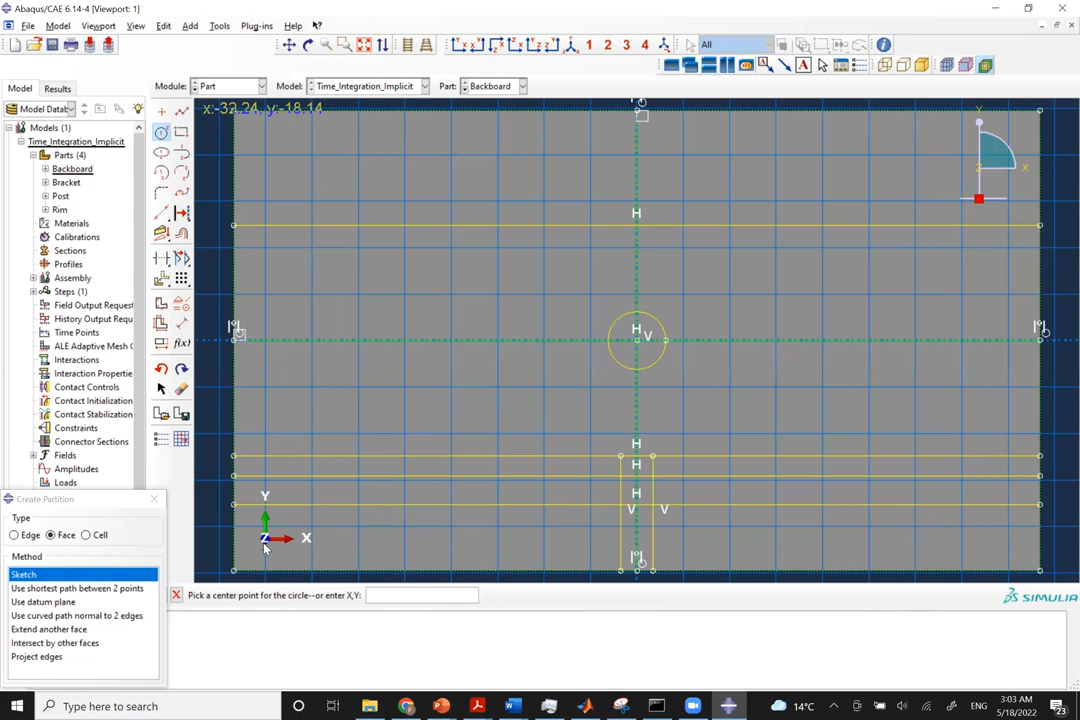 Abaqus/CAE 6.14-4 [Viewport: 1]
File Model Viewport View Edit Add Tools Plug-ins Help
1 2 3 4 All
Model Results Module: Part Model: Time_Integration_Implicit Part: Backboard
Model Datab
x:-32.24, y:-18.14
Models (1)
Time_Integration_Implicit
Parts (4)
Backboard
Bracket
Post
Rim
Materials
Calibrations
Sections
Profiles
Assembly
Steps (1)
Field Output Request
History Output Requ
Time Points
ALE Adaptive Mesh C
Interactions
Interaction Propertie
Contact Controls
Contact Initialization
Contact Stabilization
Constraints
Connector Sections
Fields
Amplitudes
Loads
f(x)
Y
X
Z
H
H
V
H
H
H
V V
Y
X
Create Partition
Type
Edge Face Cell
Method
Sketch
Use shortest path between 2 points
Use datum plane
Use curved path normal to 2 edges
Extend another face
Intersect by other faces
Project edges
Pick a center point for the circle--or enter X,Y:
SIMULIA
Type here to search
14°C
3:03 AM
5/18/2022
23